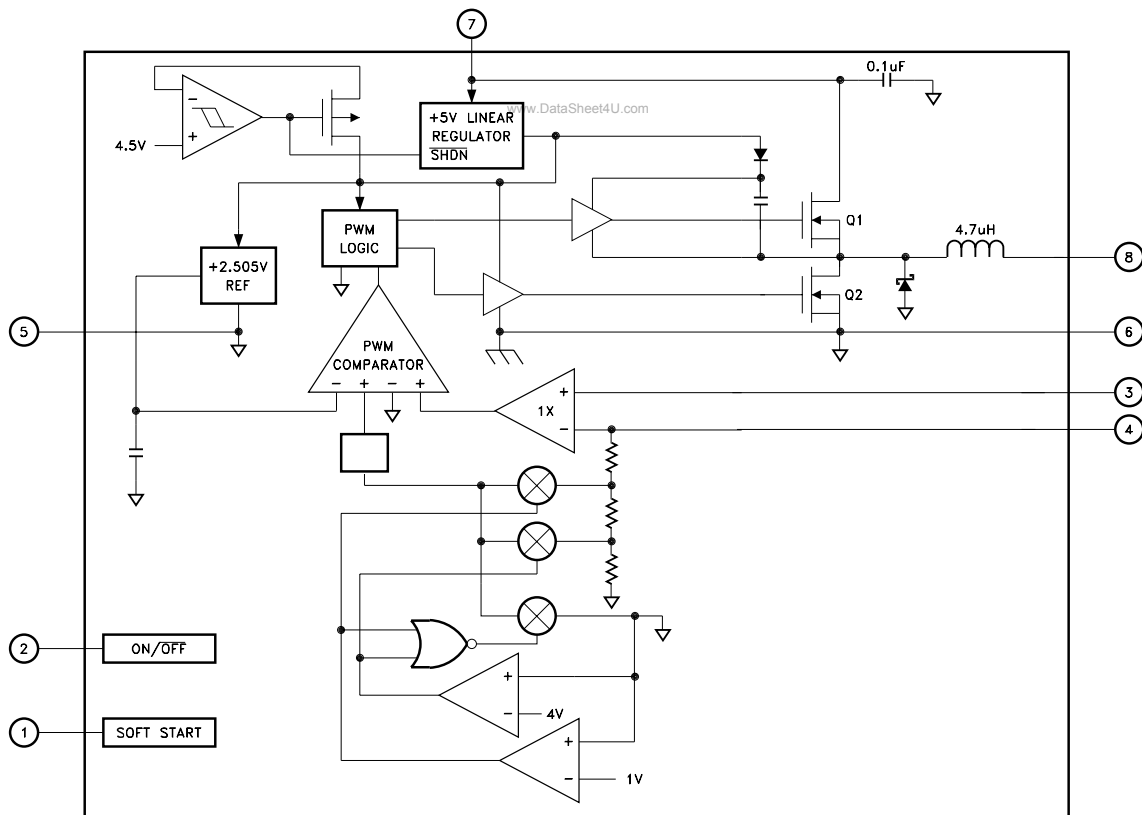 7
0.1uF
www.DataSheet4U.com
−
+
4.5V
+5V LINEAR
REGULATOR
SHDN
PWM
LOGIC
Q1
4.7uH
8
+2.505V
REF
Q2
5
6
PWM
COMPARATOR
− + − +
+
1X
−
3
4
2
ON/OFF
+
−
4V
1
SOFT START
+
−
1V